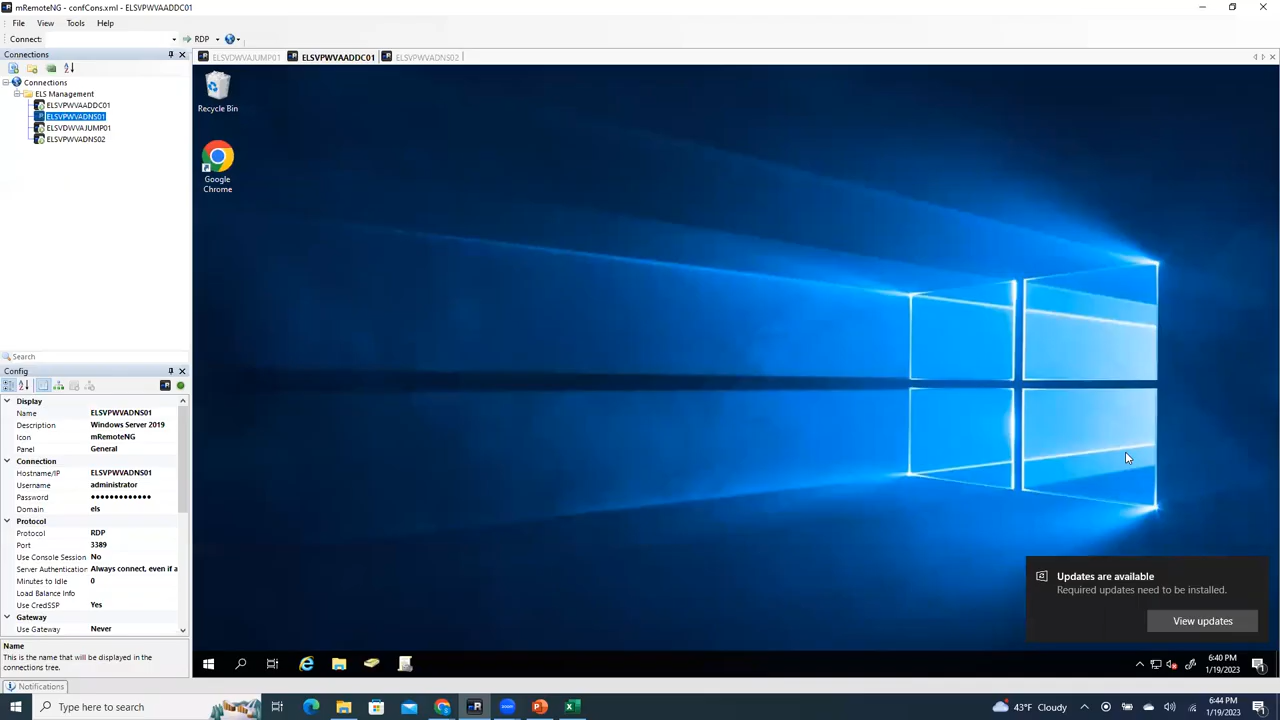 mRemoteNG - confCons.xml - ELSVPWVAADDC01
File View Tools Help
Connect: RDP
Connections
ELSVDWVAJUMP01 ELSVPWVAADDC01 ELSVPWVADNS02
Connections
ELS Management
ELSVPWVAADDC01
ELSVPWVADNS01
ELSVDWVAJUMP01
ELSVPWVADNS02
Recycle Bin
Google
Chrome
Search
Config
Display
Name ELSVPWVADNS01
Description Windows Server 2019
Icon mRemoteNG
Panel General
Connection
Hostname/IP ELSVPWVADNS01
Username administrator
Password ●●●●●●●●●●●●●
Domain els
Protocol
Protocol RDP
Port 3389
Use Console Session No
Server Authentication Always connect, even if a
Minutes to Idle 0
Load Balance Info
Use CredSSP Yes
Gateway
Use Gateway Never
Name
This is the name that will be displayed in the
connections tree.
Updates are available
Required updates need to be installed.
View updates
6:40 PM
1/19/2023
Notifications
Type here to search
43°F Cloudy
6:44 PM
1/19/2023